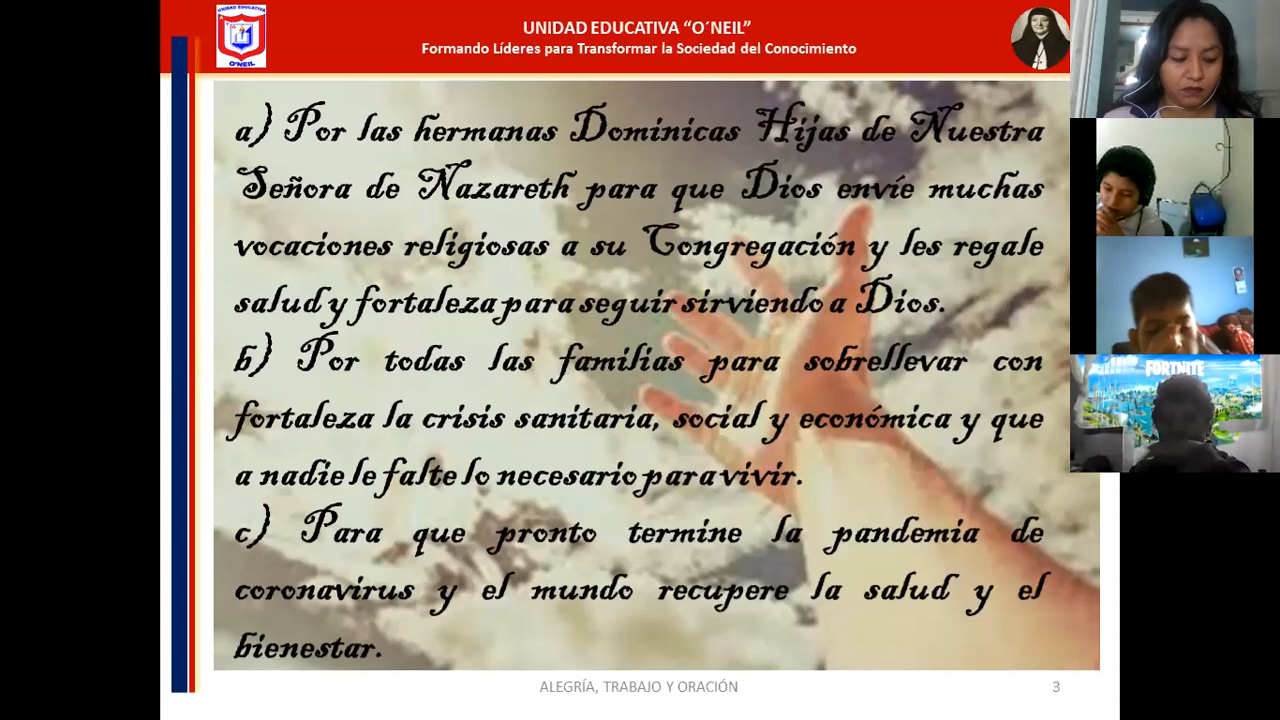 UNIDAD EDUCATIVA
O'NEIL
UNIDAD EDUCATIVA “O´NEIL”
Formando Líderes para Transformar la Sociedad del Conocimiento
a) Por las hermanas Dominicas Hijas de Nuestra
Señora de Nazareth para que Dios envíe muchas
vocaciones religiosas a su Congregación y les regale
salud y fortaleza para seguir sirviendo a Dios.
b) Por todas las familias para sobrellevar con
fortaleza la crisis sanitaria, social y económica y que
a nadie le falte lo necesario para vivir.
c) Para que pronto termine la pandemia de
coronavirus y el mundo recupere la salud y el
bienestar.
ALEGRÍA, TRABAJO Y ORACIÓN
3
FORTNITE